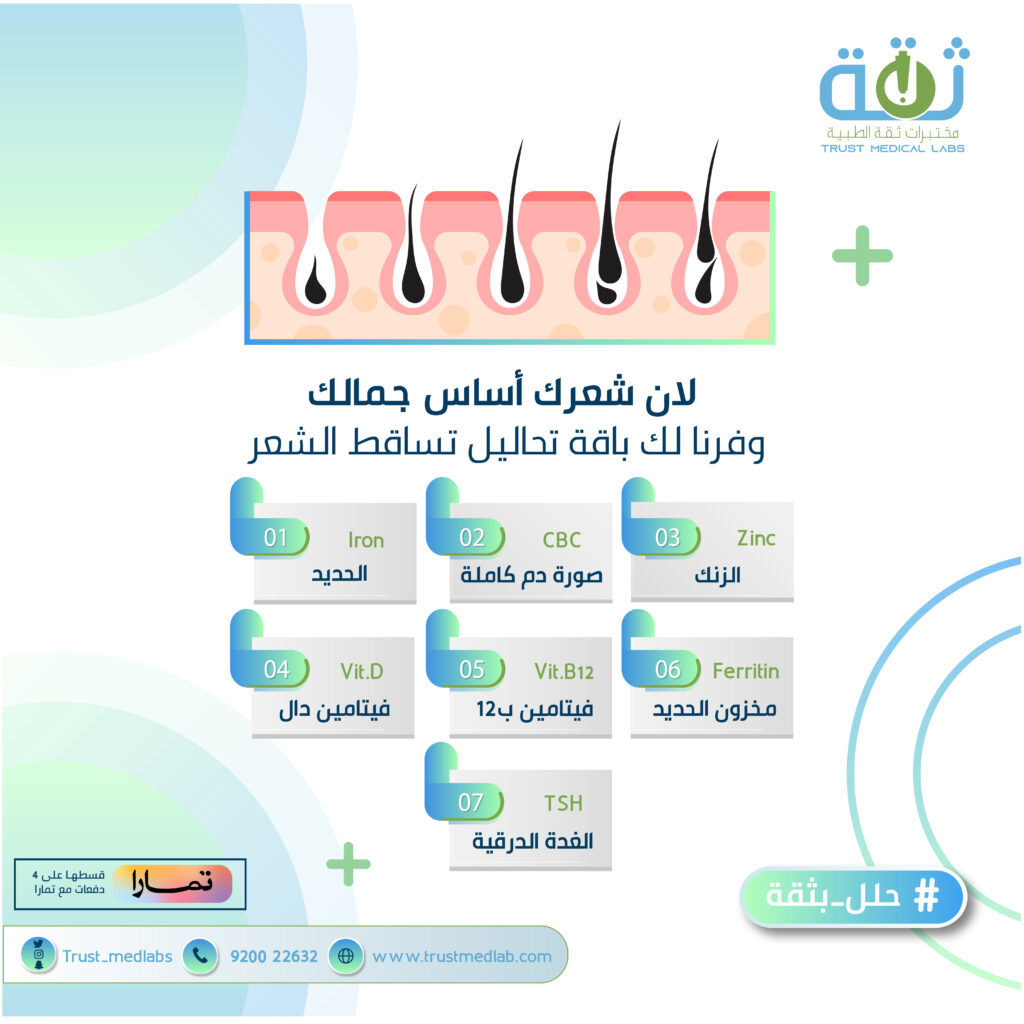 ثقة
مختبرات ثقة الطبية
TRUST MEDICAL LABS
لان شعرك أساس جمالك
وفرنا لك باقة تحاليل تساقط الشعر
01 Iron
الحديد
02 CBC
صورة دم كاملة
03 Zinc
الزنك
04 Vit.D
فيتامين دال
05 Vit.B12
فيتامين ب12
06 Ferritin
مخزون الحديد
07 TSH
الغدة الدرقية
قسطها على 4
دفعات مع تمارا
تمارا
# حلل_بثقة
Trust_medlabs 9200 22632 www.trustmedlab.com